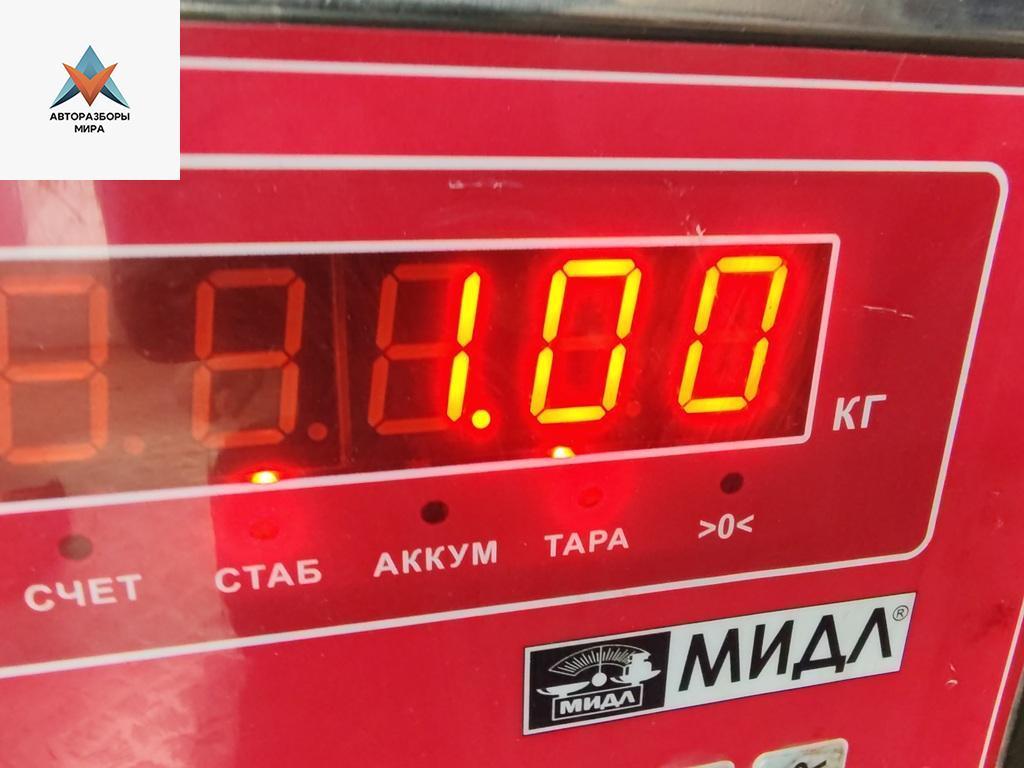 АВТОРАЗБОРЫ
МИРА
1.00
КГ
СЧЕТ
СТАБ
АККУМ
ТАРА
>0<
МИДЛ
МИДЛ®